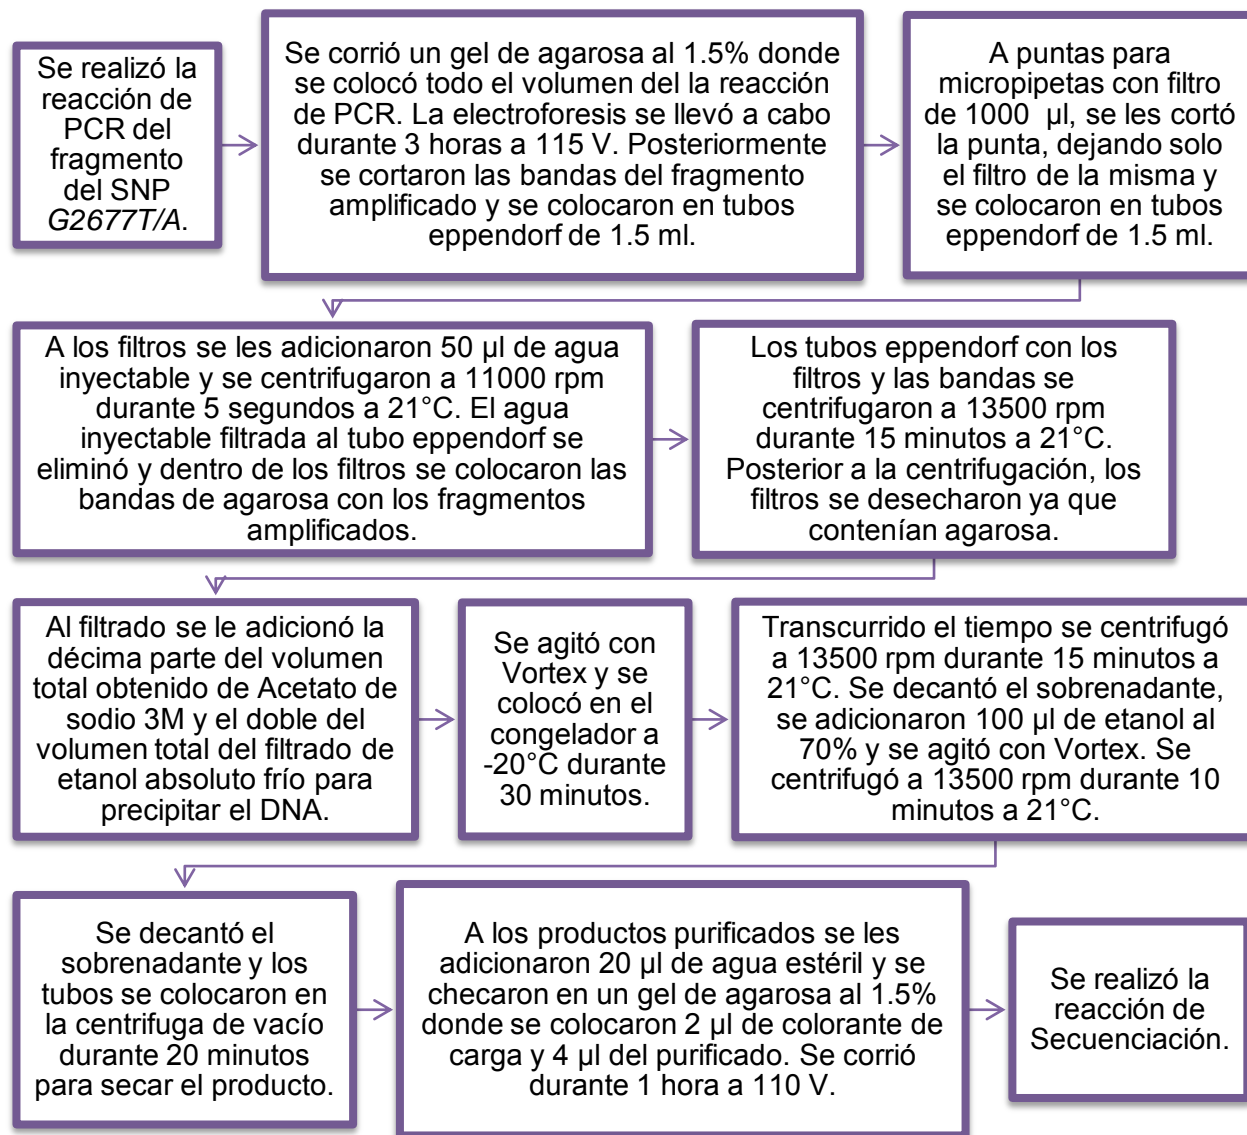 Se realizó la
reacción de
PCR del
fragmento
del SNP
G2677T/A.
Se corrió un gel de agarosa al 1.5% donde
se colocó todo el volumen del la reacción
de PCR. La electroforesis se llevó a cabo
durante 3 horas a 115 V. Posteriormente
se cortaron las bandas del fragmento
amplificado y se colocaron en tubos
eppendorf de 1.5 ml.
A puntas para
micropipetas con filtro
de 1000 µl, se les cortó
la punta, dejando solo
el filtro de la misma y
se colocaron en tubos
eppendorf de 1.5 ml.
A los filtros se les adicionaron 50 µl de agua
inyectable y se centrifugaron a 11000 rpm
durante 5 segundos a 21°C. El agua
inyectable filtrada al tubo eppendorf se
eliminó y dentro de los filtros se colocaron las
bandas de agarosa con los fragmentos
amplificados.
Los tubos eppendorf con los
filtros y las bandas se
centrifugaron a 13500 rpm
durante 15 minutos a 21°C.
Posterior a la centrifugación, los
filtros se desecharon ya que
contenían agarosa.
Al filtrado se le adicionó la
décima parte del volumen
total obtenido de Acetato de
sodio 3M y el doble del
volumen total del filtrado de
etanol absoluto frío para
precipitar el DNA.
Se agitó con
Vortex y se
colocó en el
congelador a
-20°C durante
30 minutos.
Transcurrido el tiempo se centrifugó
a 13500 rpm durante 15 minutos a
21°C. Se decantó el sobrenadante,
se adicionaron 100 µl de etanol al
70% y se agitó con Vortex. Se
centrifugó a 13500 rpm durante 10
minutos a 21°C.
Se decantó el
sobrenadante y los
tubos se colocaron en
la centrifuga de vacío
durante 20 minutos
para secar el producto.
A los productos purificados se les
adicionaron 20 µl de agua estéril y se
checaron en un gel de agarosa al 1.5%
donde se colocaron 2 µl de colorante de
carga y 4 µl del purificado. Se corrió
durante 1 hora a 110 V.
Se realizó la
reacción de
Secuenciación.